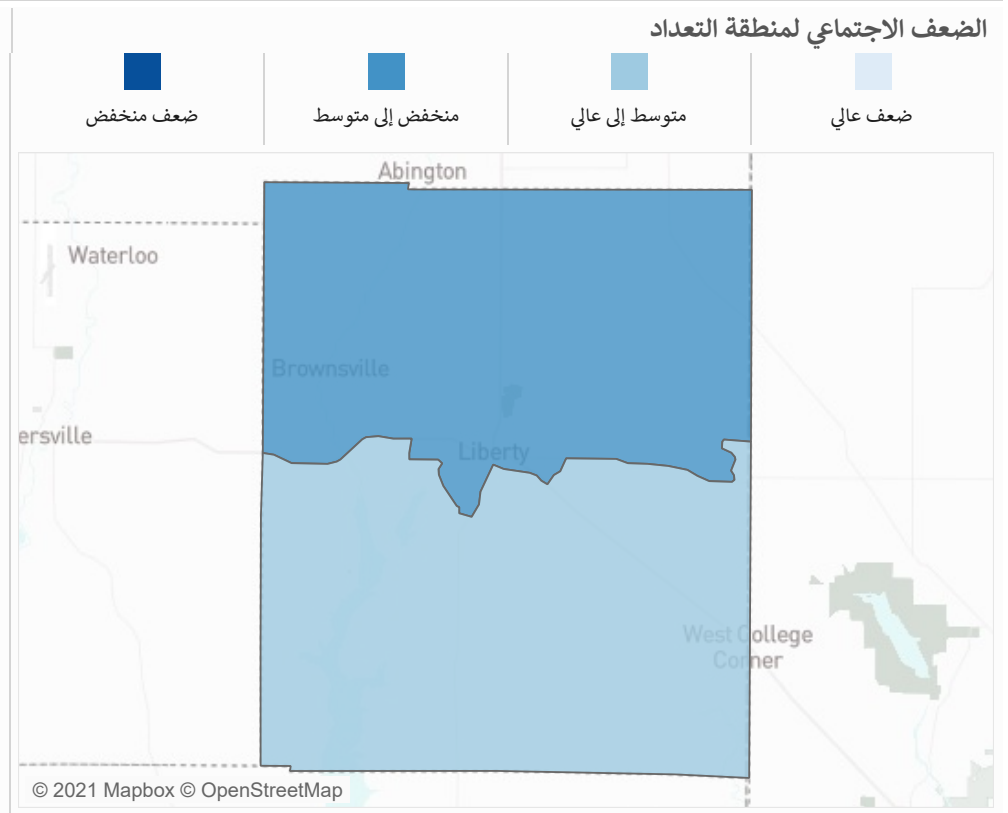 الضعف الاجتماعي لمنطقة التعداد
ضعف عالي
متوسط إلى عالي
منخفض إلى متوسط
ضعف منخفض
Abington
Waterloo
Brownsville
ersville
Liberty
West College
Corner
© 2021 Mapbox © OpenStreetMap